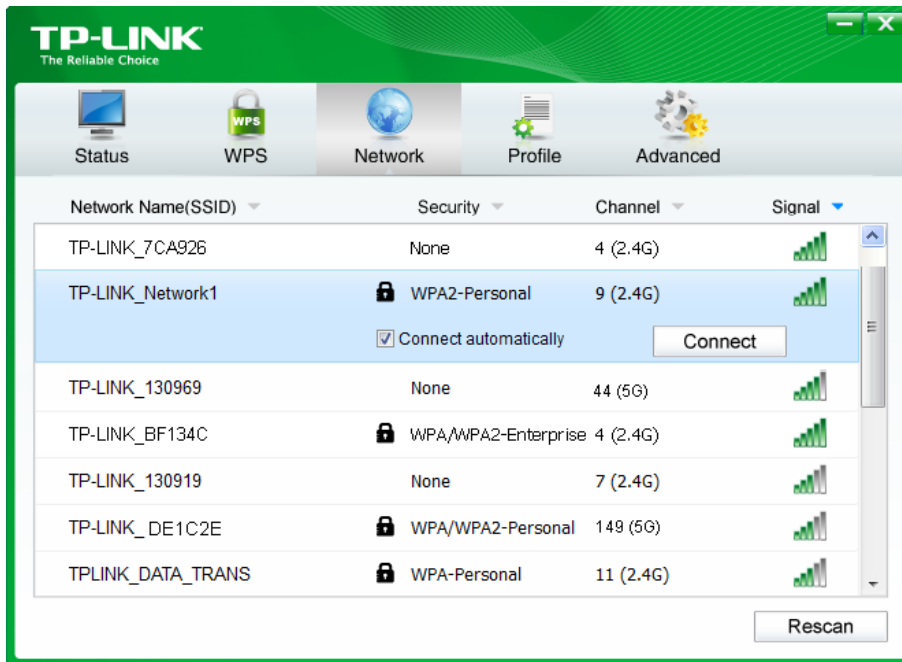 TP-LINK
The Reliable Choice
WPS
Status WPS Network Profile Advanced
Network Name(SSID) Security Channel Signal
TP-LINK_7CA926 None 4 (2.4G)
TP-LINK_Network1 WPA2-Personal 9 (2.4G)
Connect automatically Connect
TP-LINK_130969 None 44 (5G)
TP-LINK_BF134C WPA/WPA2-Enterprise 4 (2.4G)
TP-LINK_130919 None 7 (2.4G)
TP-LINK_DE1C2E WPA/WPA2-Personal 149 (5G)
TPLINK_DATA_TRANS WPA-Personal 11 (2.4G)
Rescan